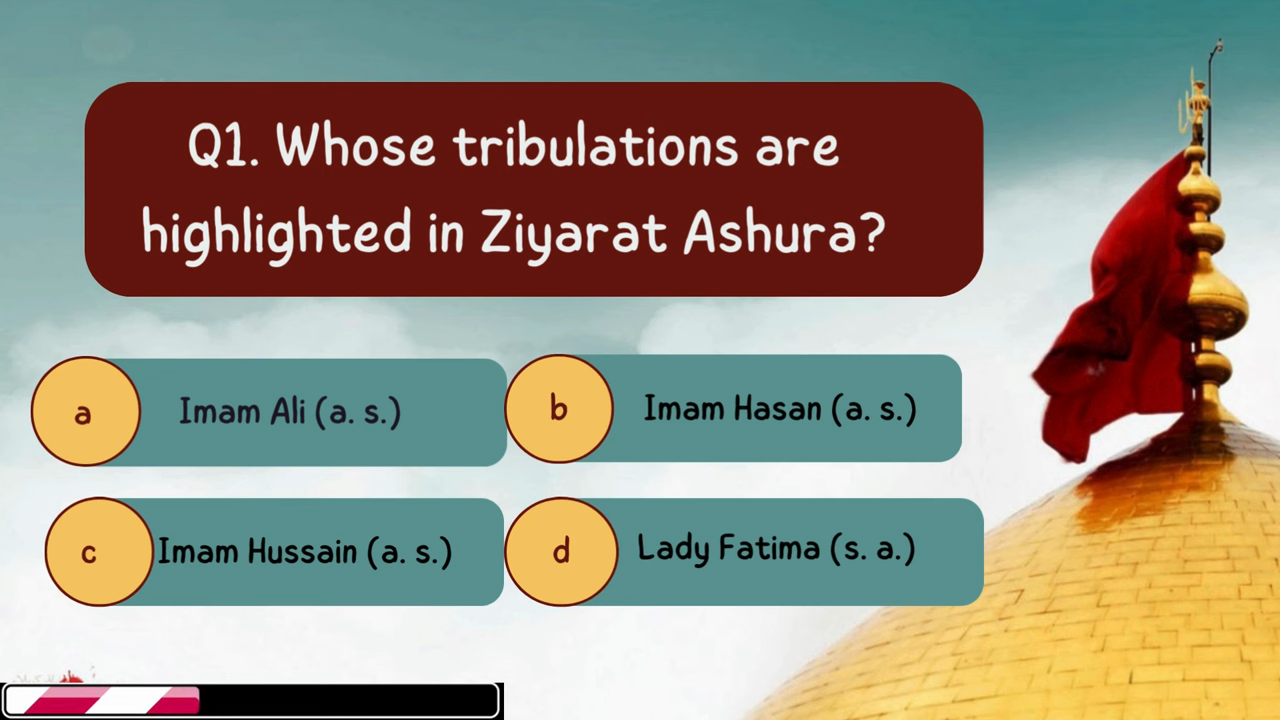 Q1. Whose tribulations are
highlighted in Ziyarat Ashura?
a Imam Ali (a. s.)
b Imam Hasan (a. s.)
c Imam Hussain (a. s.)
d Lady Fatima (s. a.)